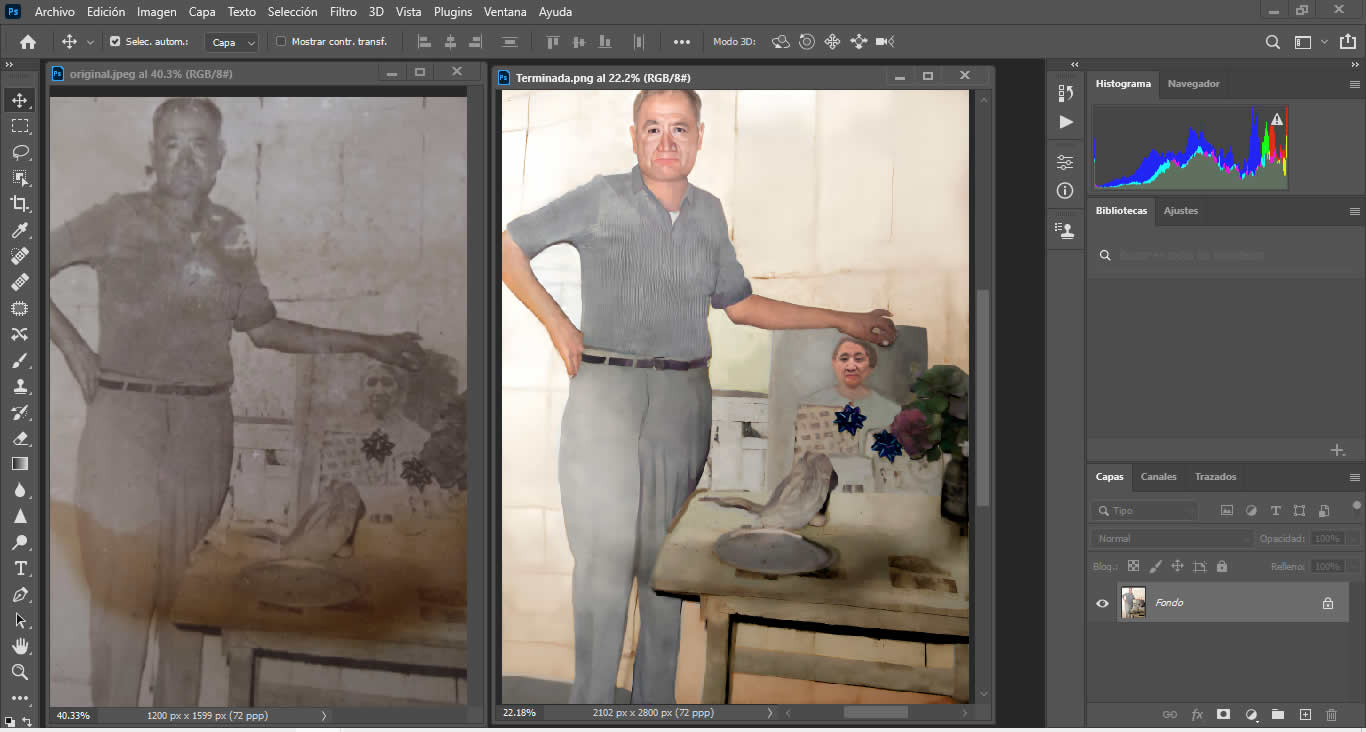 Ps Archivo Edición Imagen Capa Texto Selección Filtro 3D Vista Plugins Ventana Ayuda
Selec. autom.: Capa Mostrar contr. transf. Modo 3D:
Ps original.jpeg al 40.3% (RGB/8#)
Ps Terminada.png al 22.2% (RGB/8#)
Histograma Navegador
Bibliotecas Ajustes
Capas Canales Trazados
Tipo
Normal Opacidad: 100%
Bloq.: Relleno: 100%
Fondo
40.33% 1200 px x 1599 px (72 ppp)
22.18% 2102 px x 2800 px (72 ppp)